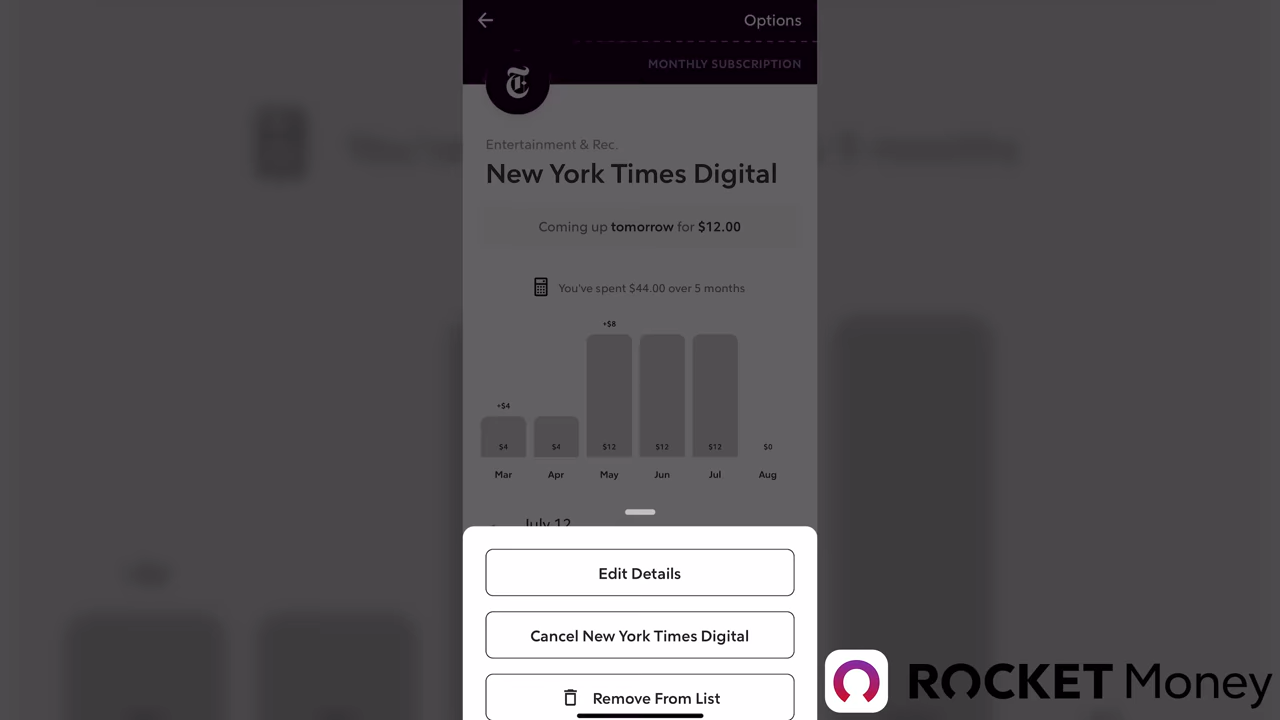 Options
MONTHLY SUBSCRIPTION
Entertainment & Rec.
New York Times Digital
Coming up tomorrow for $12.00
You've spent $44.00 over 5 months
+$8
+$4
$4 $4 $12 $12 $12 $0
Mar Apr May Jun Jul Aug
July 12
Edit Details
Cancel New York Times Digital
Remove From List
ROCKET Money